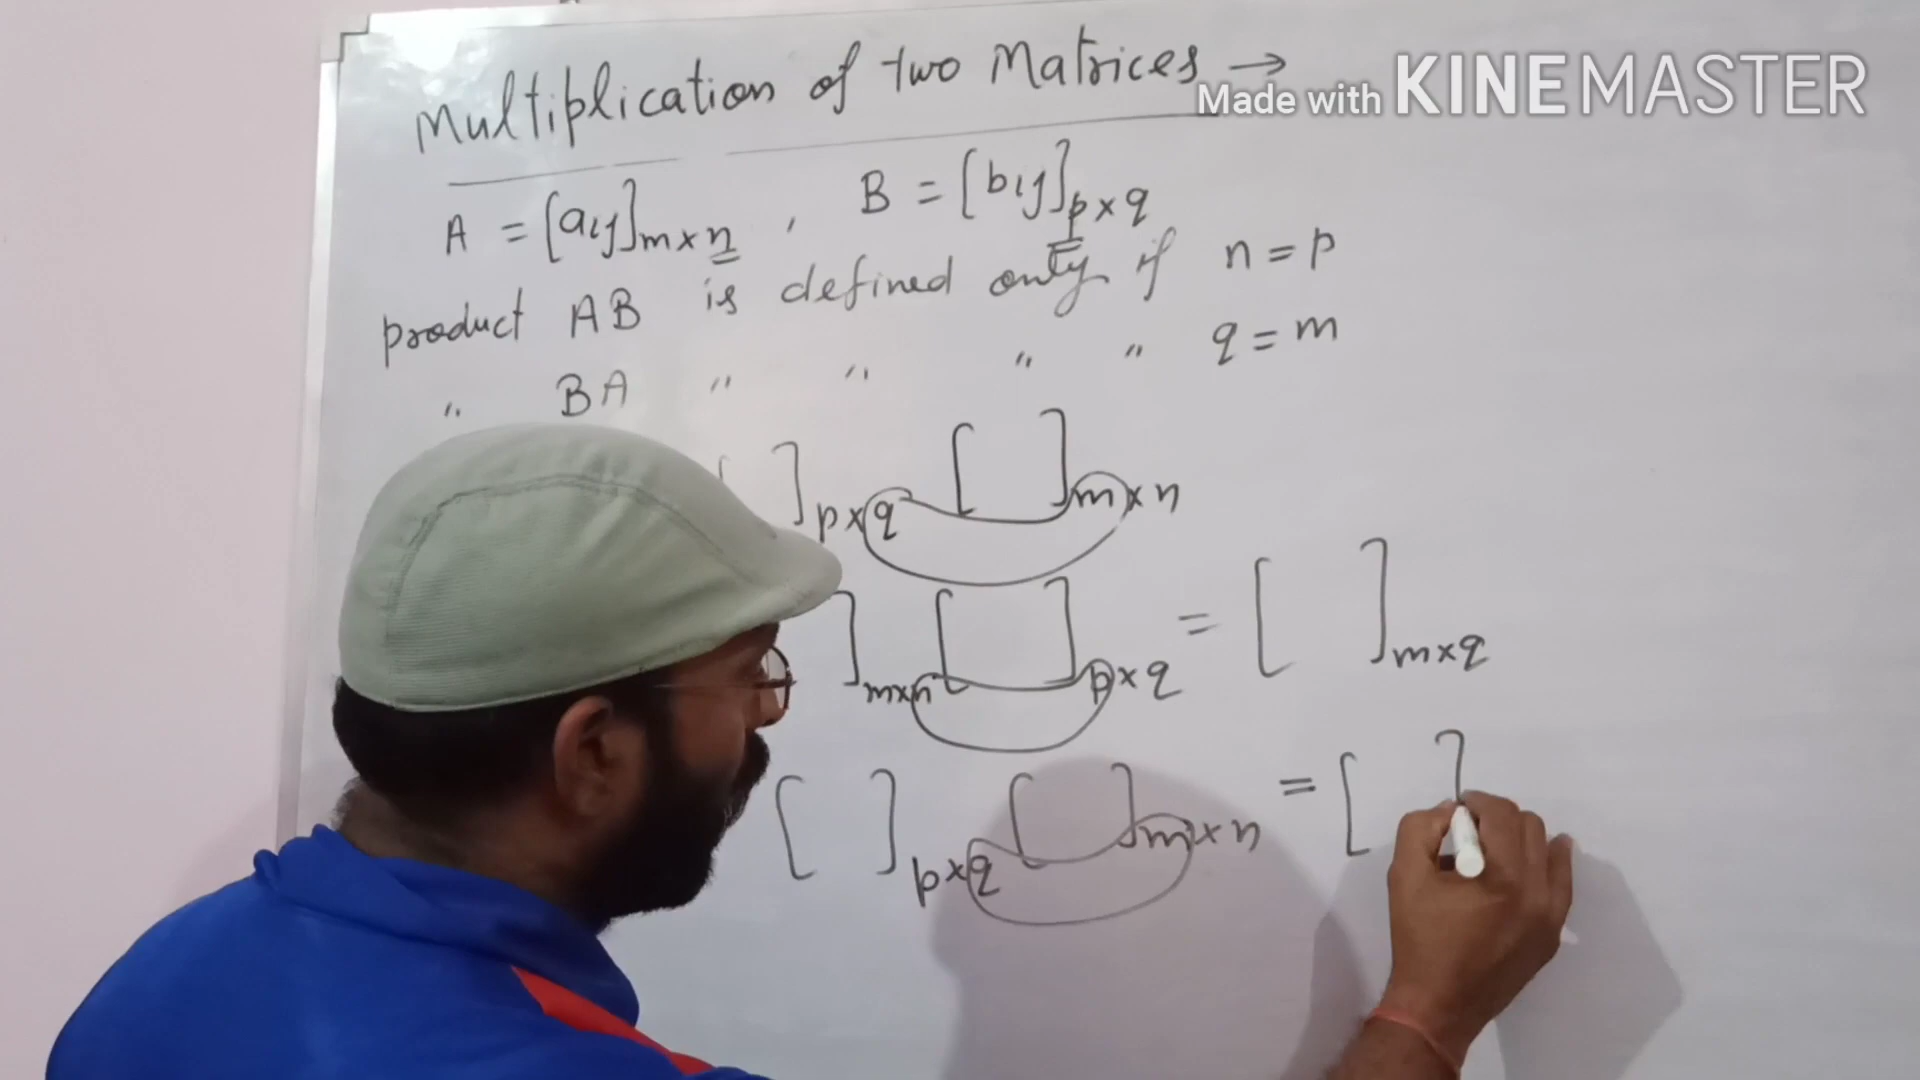 Multiplication of two Matrices →
Made with KINEMASTER
A = [aij]m×n , B = [bij]p×q
product AB is defined only if n = p
" BA " " " " q = m
[ ]p×q [ ]m×n
]m×n [ ]p×q = [ ]m×q
[ ]p×q [ ]m×n = [ ]